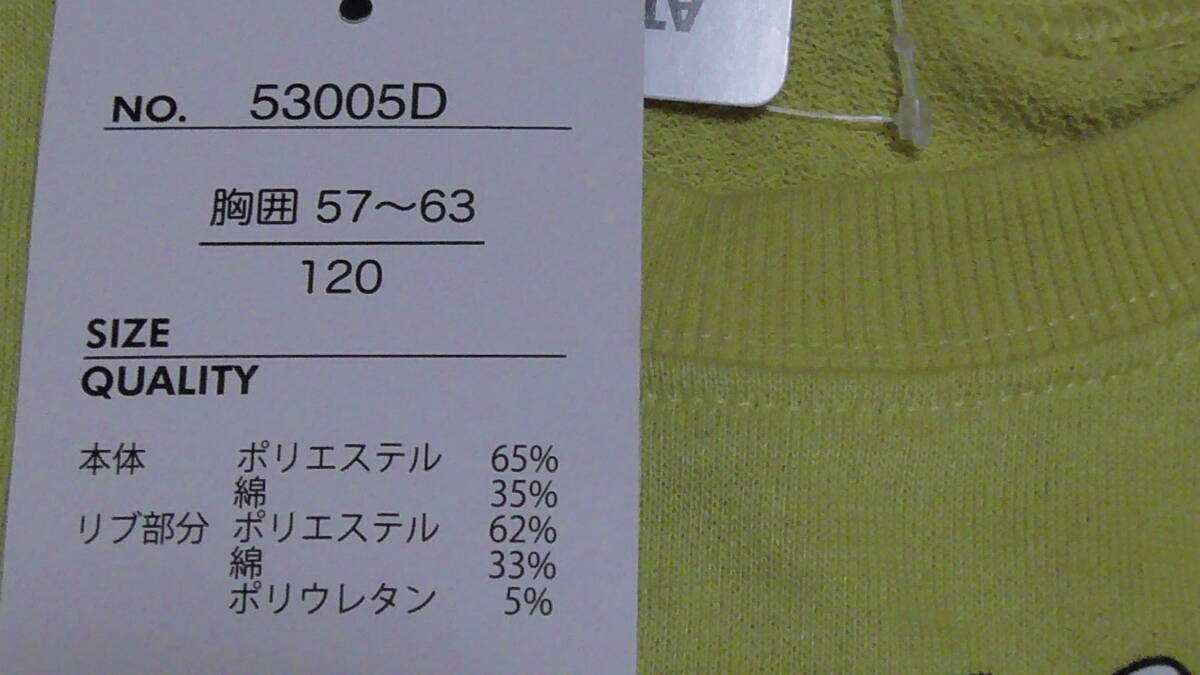 AT
NO. 53005D
胸囲 57～63
120
SIZE
QUALITY
本体 ポリエステル 65%
綿 35%
リブ部分 ポリエステル 62%
綿 33%
ポリウレタン 5%